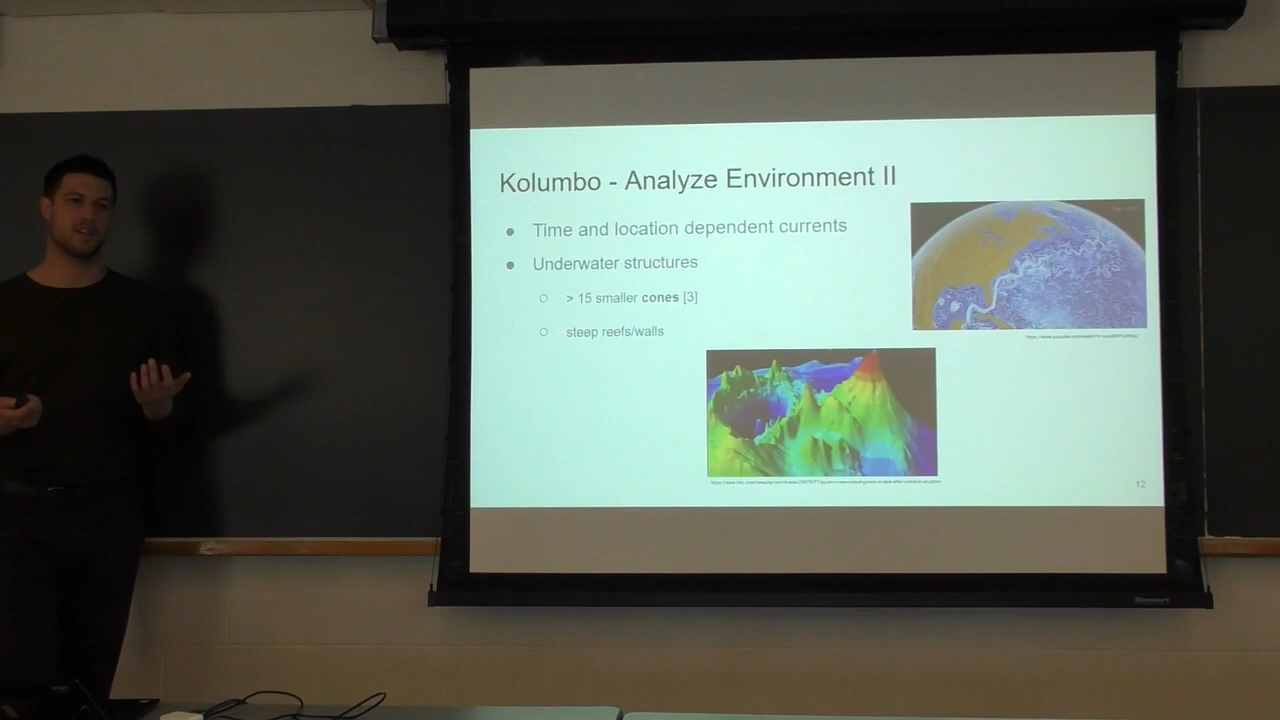 Kolumbo - Analyze Environment II
● Time and location dependent currents
● Underwater structures
○ > 15 smaller cones [3]
○ steep reefs/walls
12
Stewart